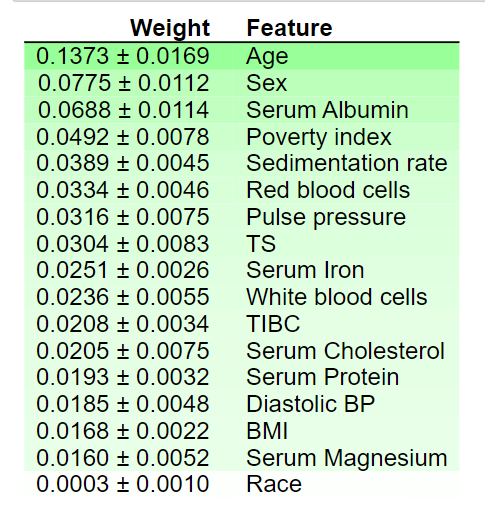 Weight Feature
0.1373 ± 0.0169 Age
0.0775 ± 0.0112 Sex
0.0688 ± 0.0114 Serum Albumin
0.0492 ± 0.0078 Poverty index
0.0389 ± 0.0045 Sedimentation rate
0.0334 ± 0.0046 Red blood cells
0.0316 ± 0.0075 Pulse pressure
0.0304 ± 0.0083 TS
0.0251 ± 0.0026 Serum Iron
0.0236 ± 0.0055 White blood cells
0.0208 ± 0.0034 TIBC
0.0205 ± 0.0075 Serum Cholesterol
0.0193 ± 0.0032 Serum Protein
0.0185 ± 0.0048 Diastolic BP
0.0168 ± 0.0022 BMI
0.0160 ± 0.0052 Serum Magnesium
0.0003 ± 0.0010 Race